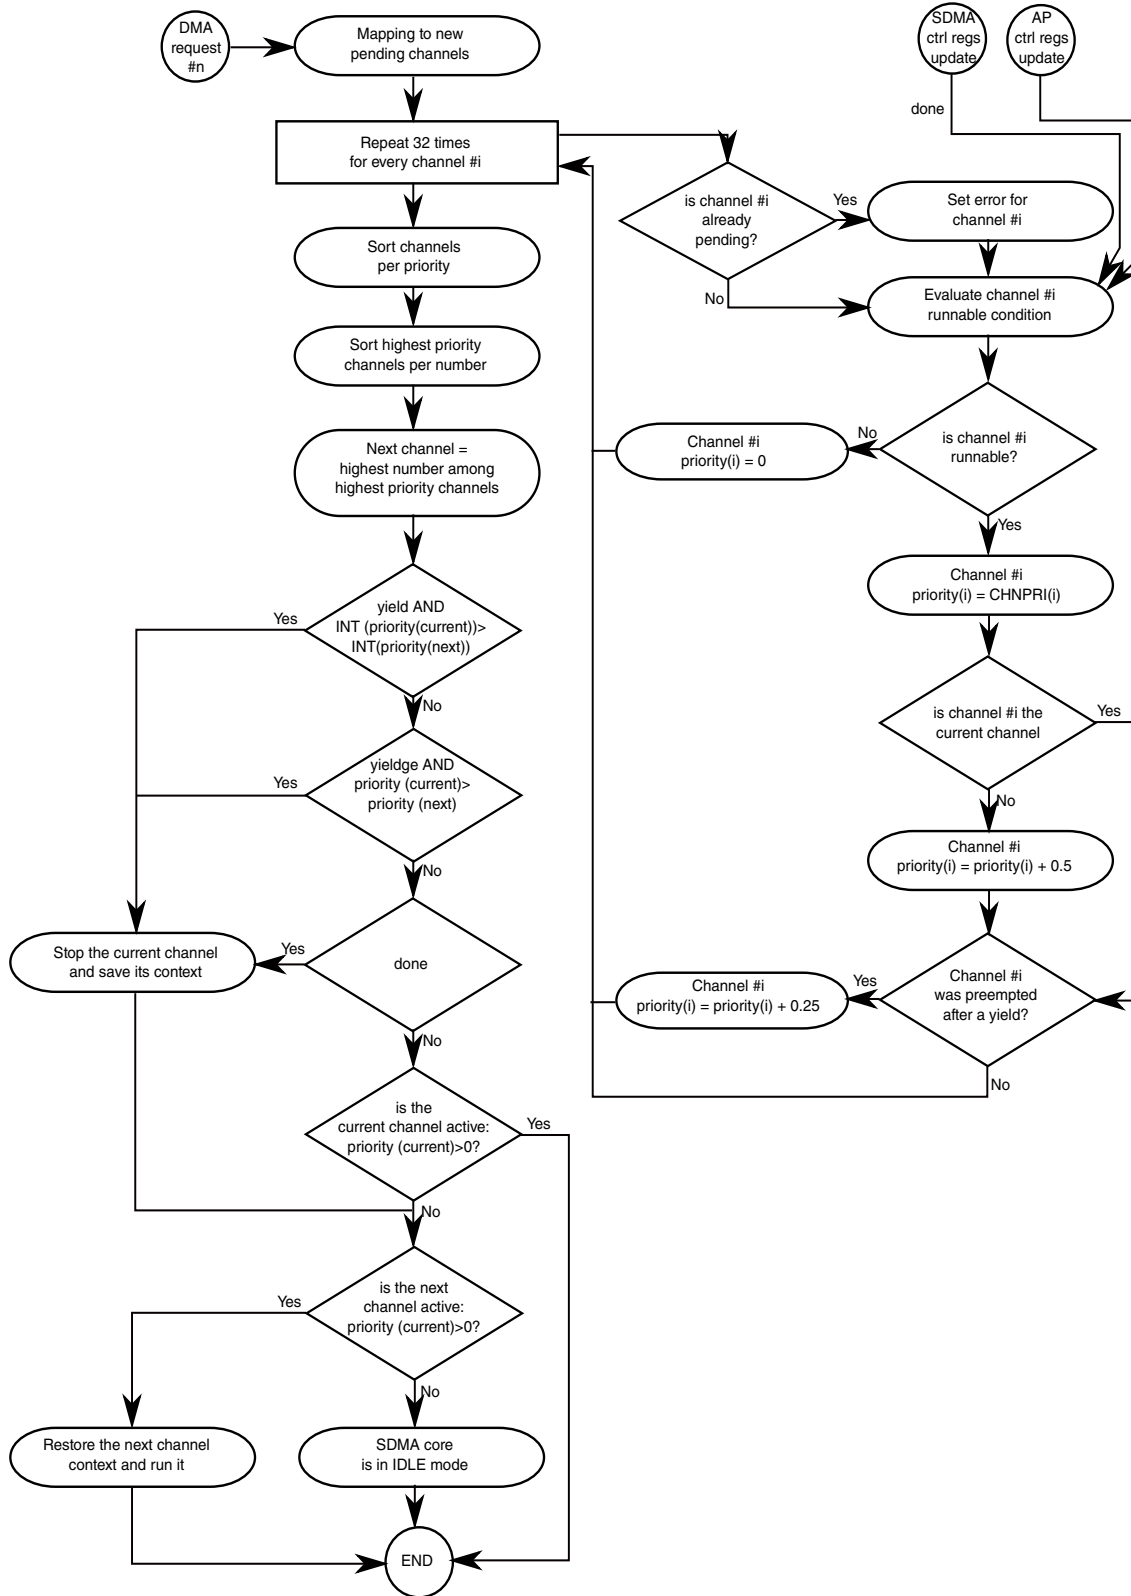 DMA
request
#n
Mapping to new
pending channels
SDMA
ctrl regs
update
AP
ctrl regs
update
done
Repeat 32 times
for every channel #i
is channel #i
already
pending?
Yes
No
Set error for
channel #i
Sort channels
per priority
Evaluate channel #i
runnable condition
Sort highest priority
channels per number
is channel #i
runnable?
No
Yes
Channel #i
priority(i) = 0
Next channel =
highest number among
highest priority channels
Channel #i
priority(i) = CHNPRI(i)
yield AND
INT (priority(current))>
INT(priority(next))
Yes
No
is channel #i the
current channel
Yes
No
yieldge AND
priority (current)>
priority (next)
Yes
No
Channel #i
priority(i) = priority(i) + 0.5
Stop the current channel
and save its context
Yes
done
No
Channel #i
was preempted
after a yield?
Yes
No
Channel #i
priority(i) = priority(i) + 0.25
is the
current channel active:
priority (current)>0?
Yes
No
is the next
channel active:
priority (current)>0?
Yes
No
Restore the next channel
context and run it
SDMA core
is in IDLE mode
END